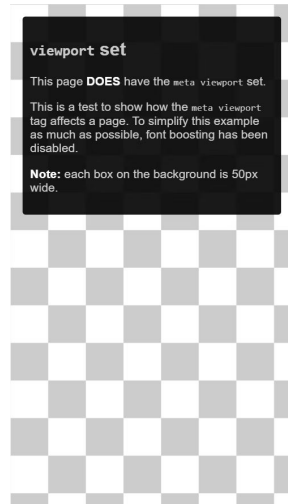 viewport set
This page DOES have the meta viewport set.
This is a test to show how the meta viewport
tag affects a page. To simplify this example
as much as possible, font boosting has been
disabled.
Note: each box on the background is 50px
wide.